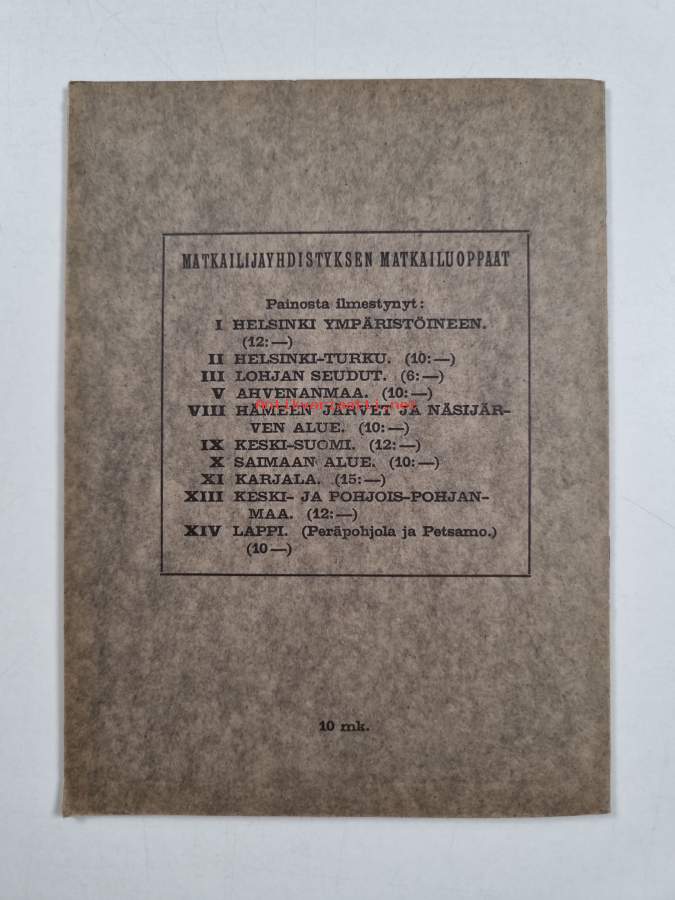 MATKAILIJAYHDISTYKSEN MATKAILUOPPAAT
Painosta ilmestynyt:
I HELSINKI YMPÄRISTÖINEEN.
(12:—)
II HELSINKI-TURKU. (10:—)
III LOHJAN SEUDUT. (6:—)
V AHVENANMAA. (10:—)
antikvariaatti.net
VIII HÄMEEN JÄRVET JA NÄSIJÄR-
VEN ALUE. (10:—)
IX KESKI-SUOMI. (12:—)
X SAIMAAN ALUE. (10:—)
XI KARJALA. (15:—)
XIII KESKI- JA POHJOIS-POHJAN-
MAA. (12:—)
XIV LAPPI. (Peräpohjola ja Petsamo.)
(10—)
10 mk.